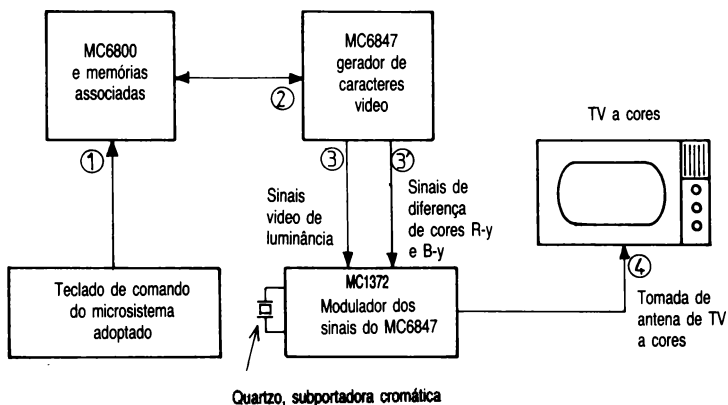 MC6800
e memórias
associadas
MC6847
gerador de
caracteres
video
TV a cores
1
2
3
3'
Sinais
video de
luminância
Sinais de
diferença
de cores R-y
e B-y
4
Teclado de comando
do microsistema
adoptado
MC1372
Modulador dos
sinais do MC6847
Tomada de
antena de TV
a cores
Quartzo, subportadora cromática